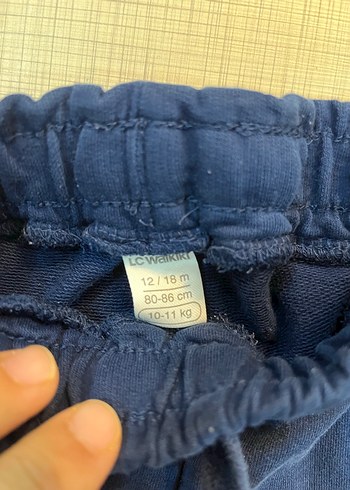 LC Waikiki
12 / 18 m
80-86 cm
10-11 kg